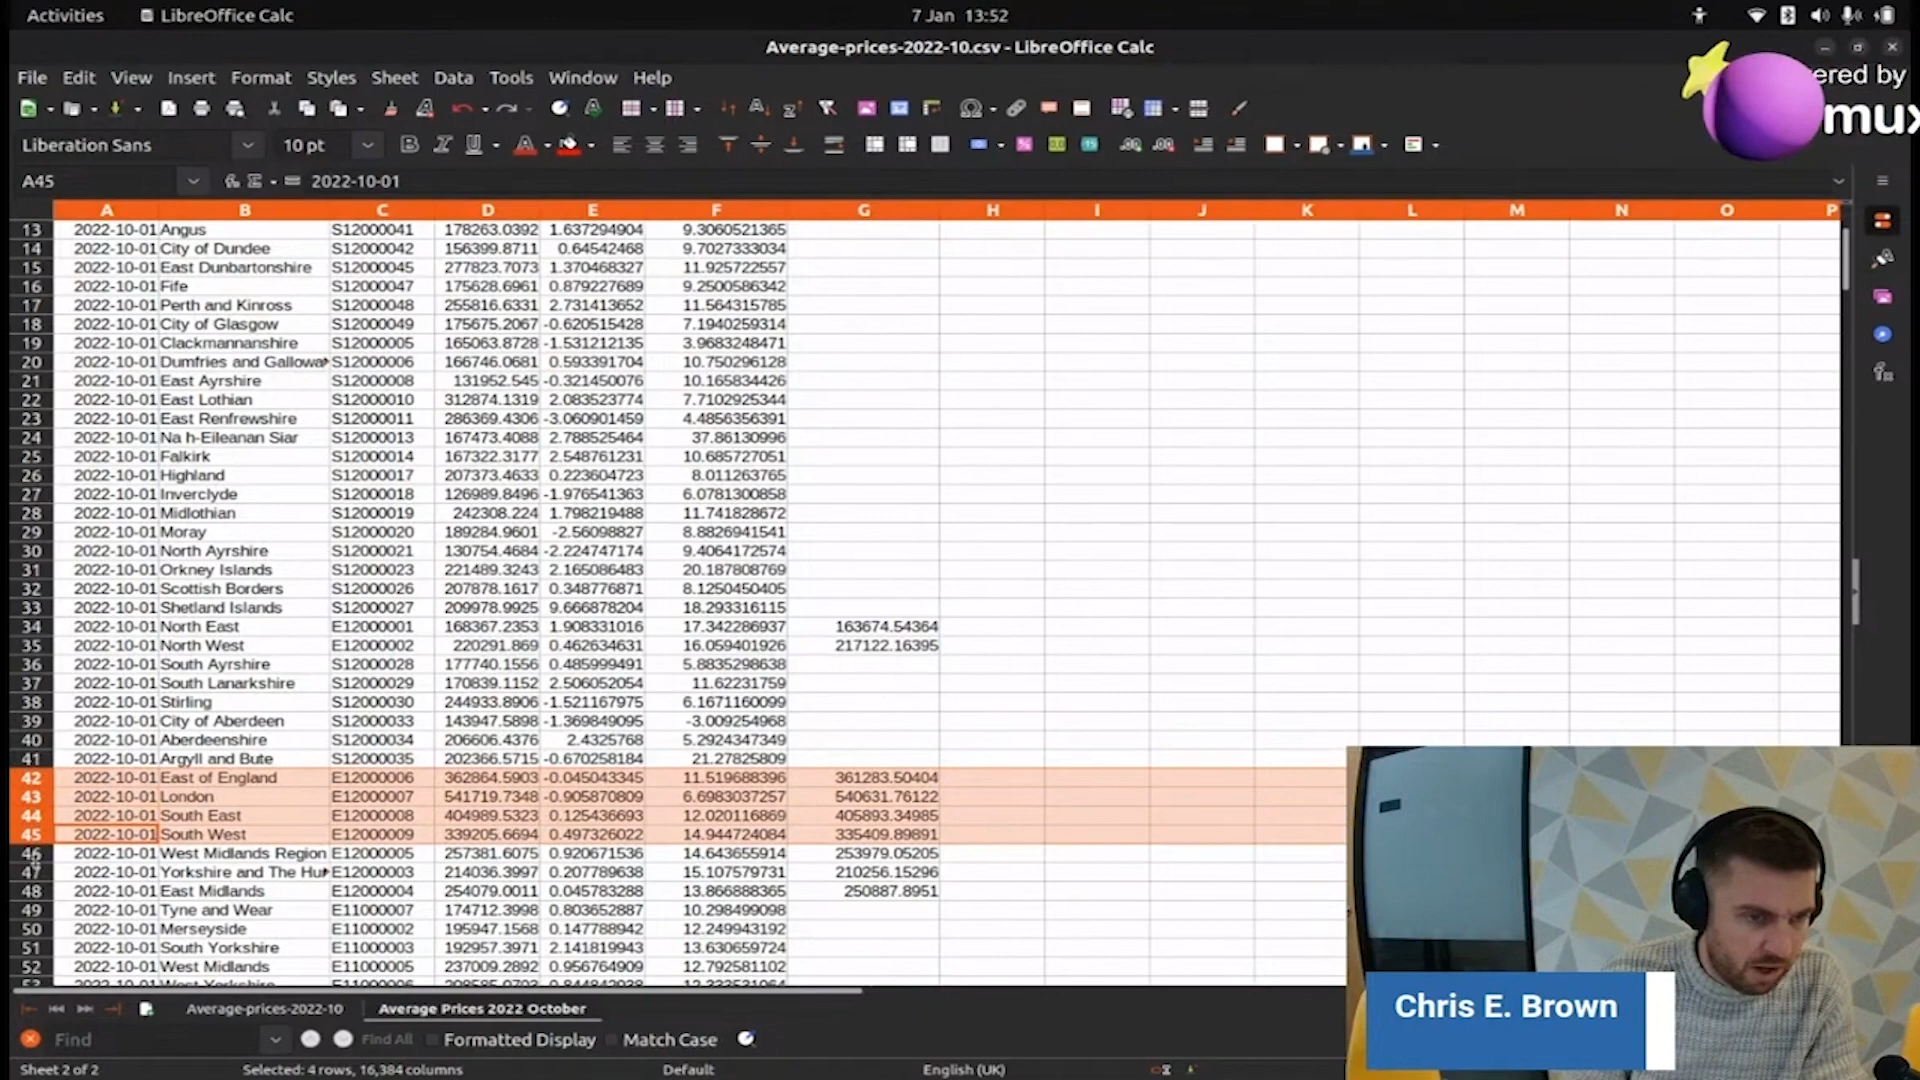 Activities LibreOffice Calc 7 Jan 13:52
Average-prices-2022-10.csv - LibreOffice Calc
File Edit View Insert Format Styles Sheet Data Tools Window Help
ered by
mux
Liberation Sans 10 pt
A45 = 2022-10-01
A B C D E F G H I J K L M N O P
13 2022-10-01 Angus S12000041 178263.0392 1.637294904 9.3060521365
14 2022-10-01 City of Dundee S12000042 156399.8711 0.64542468 9.7027333034
15 2022-10-01 East Dunbartonshire S12000045 277823.7073 1.370468327 11.925722557
16 2022-10-01 Fife S12000047 175628.6961 0.879227689 9.2500586342
17 2022-10-01 Perth and Kinross S12000048 255816.6331 2.731413652 11.564315785
18 2022-10-01 City of Glasgow S12000049 175675.2067 -0.620515428 7.1940259314
19 2022-10-01 Clackmannanshire S12000005 165063.8728 -1.531212135 3.9683248471
20 2022-10-01 Dumfries and Gallowa S12000006 166746.0681 0.593391704 10.750296128
21 2022-10-01 East Ayrshire S12000008 131952.545 -0.321450076 10.165834426
22 2022-10-01 East Lothian S12000010 312874.1319 2.083523774 7.7102925344
23 2022-10-01 East Renfrewshire S12000011 286369.4306 -3.060901459 4.4856356391
24 2022-10-01 Na h-Eileanan Siar S12000013 167473.4088 2.788525464 37.86130996
25 2022-10-01 Falkirk S12000014 167322.3177 2.548761231 10.685727051
26 2022-10-01 Highland S12000017 207373.4633 0.223604723 8.011263765
27 2022-10-01 Inverclyde S12000018 126989.8496 -1.976541363 6.0781300858
28 2022-10-01 Midlothian S12000019 242308.224 1.798219488 11.741828672
29 2022-10-01 Moray S12000020 189284.9601 -2.56098827 8.8826941541
30 2022-10-01 North Ayrshire S12000021 130754.4684 -2.224747174 9.4064172574
31 2022-10-01 Orkney Islands S12000023 221489.3243 2.165086483 20.187808769
32 2022-10-01 Scottish Borders S12000026 207878.1617 0.348776871 8.1250450405
33 2022-10-01 Shetland Islands S12000027 209978.9925 9.666878204 18.293316115
34 2022-10-01 North East E12000001 168367.2353 1.908331016 17.342286937 163674.54364
35 2022-10-01 North West E12000002 220291.869 0.462634631 16.059401926 217122.16395
36 2022-10-01 South Ayrshire S12000028 177740.1556 0.485999491 5.8835298638
37 2022-10-01 South Lanarkshire S12000029 170839.1152 2.506052054 11.62231759
38 2022-10-01 Stirling S12000030 244933.8906 -1.521167975 6.1671160099
39 2022-10-01 City of Aberdeen S12000033 143947.5898 -1.369849095 -3.009254968
40 2022-10-01 Aberdeenshire S12000034 206606.4376 2.4325768 5.2924347349
41 2022-10-01 Argyll and Bute S12000035 202366.5715 -0.670258184 21.27825809
42 2022-10-01 East of England E12000006 362864.5903 -0.045043345 11.519688396 361283.50404
43 2022-10-01 London E12000007 541719.7348 -0.905870809 6.6983037257 540631.76122
44 2022-10-01 South East E12000008 404989.5323 0.125436693 12.020116869 405893.34985
45 2022-10-01 South West E12000009 339205.6694 0.497326022 14.944724084 335409.89891
46 2022-10-01 West Midlands Region E12000005 257381.6075 0.920671536 14.643655914 253979.05205
47 2022-10-01 Yorkshire and The Hu E12000003 214036.3997 0.207789638 15.107579731 210256.15296
48 2022-10-01 East Midlands E12000004 254079.0011 0.045783288 13.866888365 250887.8951
49 2022-10-01 Tyne and Wear E11000007 174712.3998 0.803652887 10.298499098
50 2022-10-01 Merseyside E11000002 195947.1568 0.147788942 12.249943192
51 2022-10-01 South Yorkshire E11000003 192957.3971 2.141819943 13.630659724
52 2022-10-01 West Midlands E11000005 237009.2892 0.956764909 12.792581102
Chris E. Brown
Average-prices-2022-10 Average Prices 2022 October
Find Find All Formatted Display Match Case
Sheet 2 of 2 Selected: 4 rows, 16,384 columns Default English (UK)